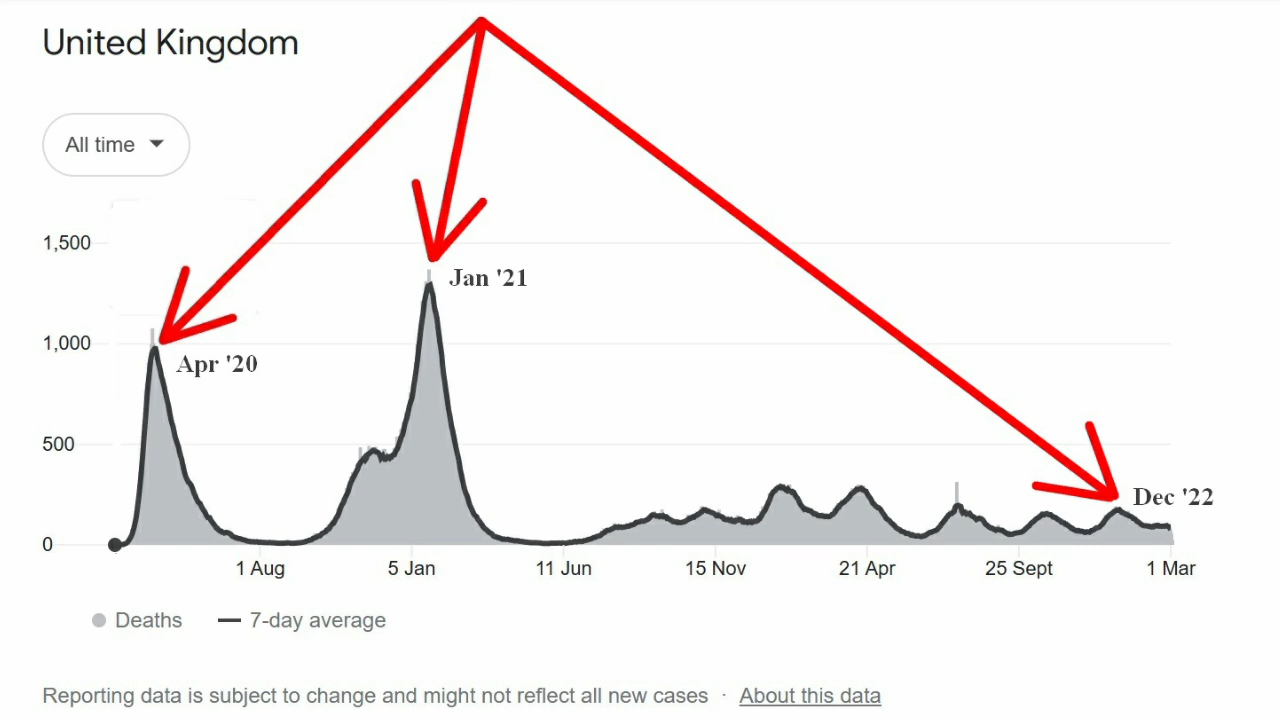 United Kingdom
All time
1,500
Jan '21
1,000
Apr '20
500
Dec '22
0
1 Aug 5 Jan 11 Jun 15 Nov 21 Apr 25 Sept 1 Mar
Deaths 7-day average
Reporting data is subject to change and might not reflect all new cases · About this data